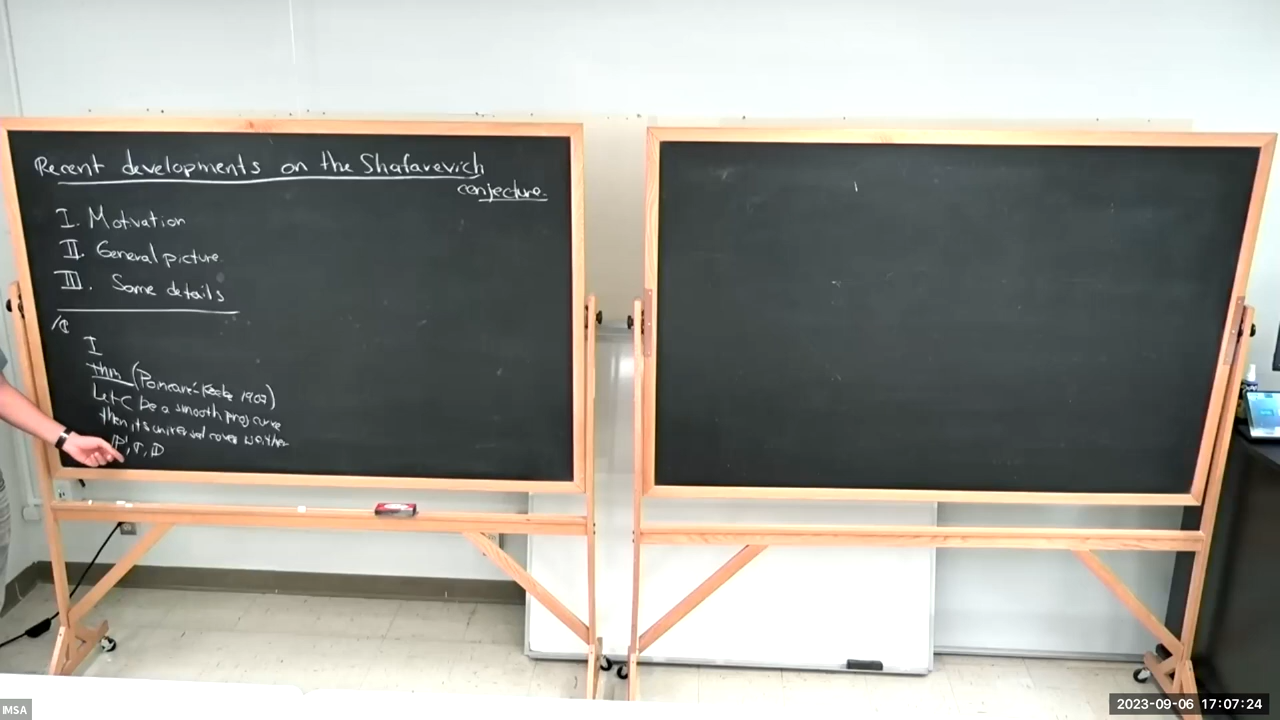 Recent developments on the Shafarevich
conjecture.
I. Motivation
II. General picture.
III. Some details
/ℂ
I
thm (Poincaré-Koebe 1907)
Let C be a smooth proj curve
then its universal cover is either
ℙ¹, ℂ, 𝔻
IMSA
2023-09-06 17:07:24